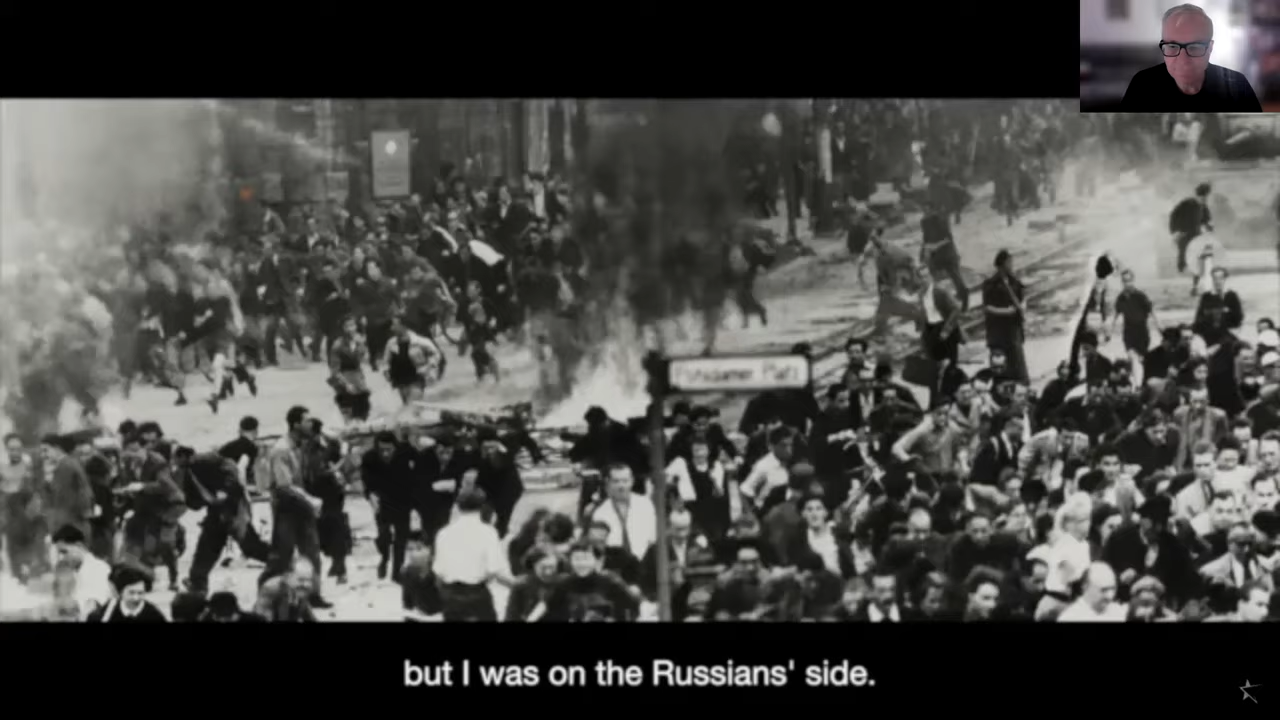 Potsdamer Platz
but I was on the Russians' side.